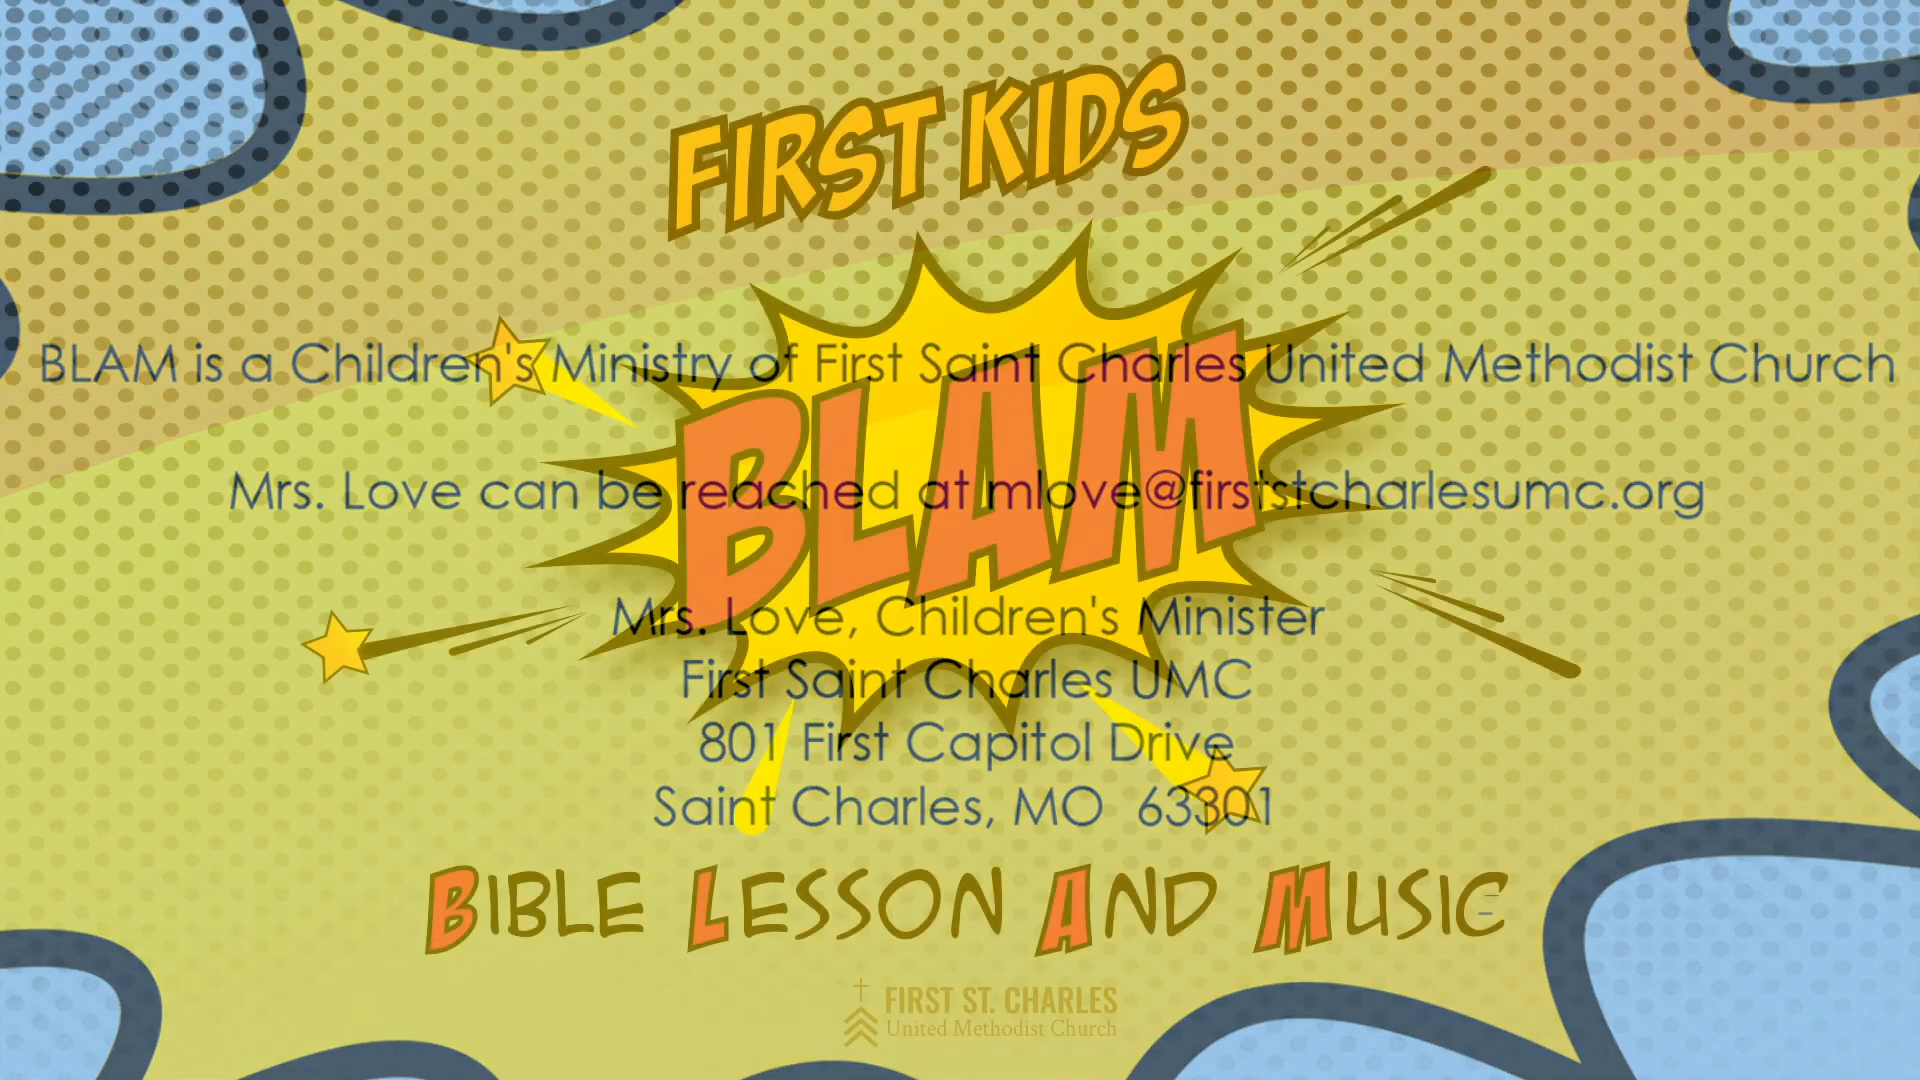 FIRST KIDS
BLAM is a Children's Ministry of First Saint Charles United Methodist Church
BLAM
Mrs. Love can be reached at mlove@firststcharlesumc.org
Mrs. Love, Children's Minister
First Saint Charles UMC
801 First Capitol Drive
Saint Charles, MO 63301
BIBLE LESSON AND MUSIC
FIRST ST. CHARLES
United Methodist Church